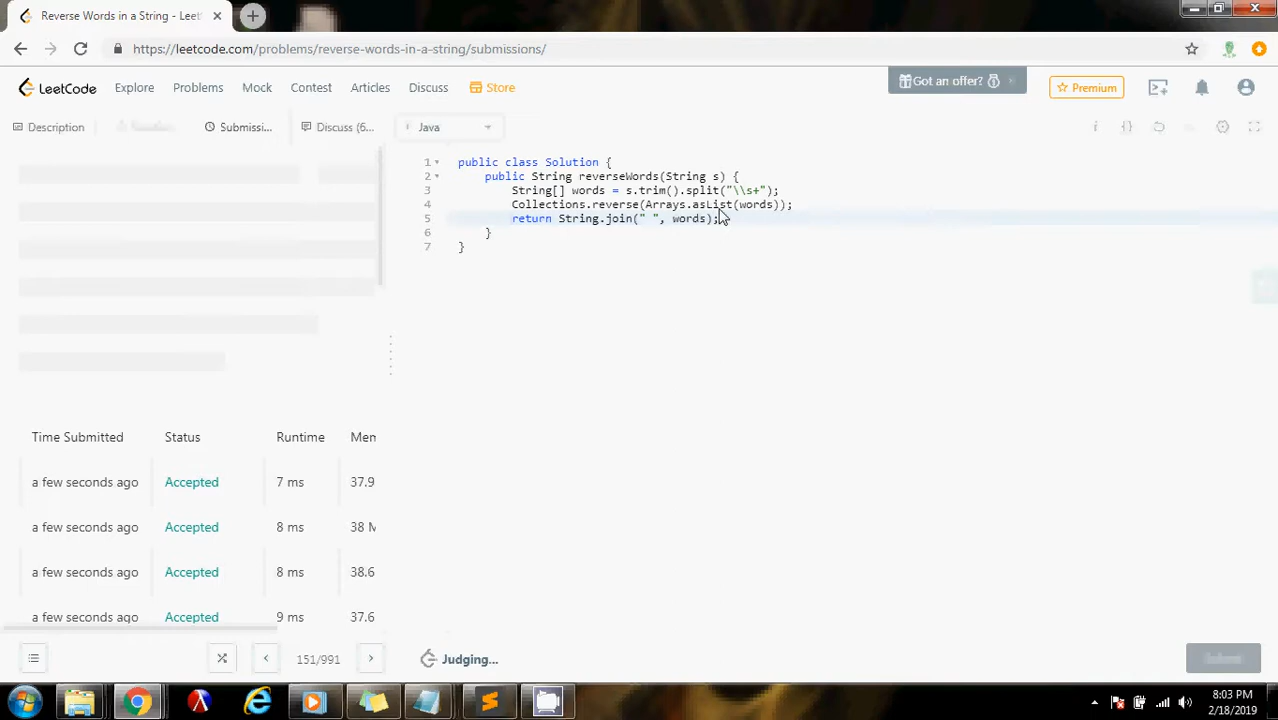 Reverse Words in a String - Leet
https://leetcode.com/problems/reverse-words-in-a-string/submissions/
LeetCode Explore Problems Mock Contest Articles Discuss Store Got an offer? Premium
Description Submissi... Discuss (6... i Java
1 public class Solution {
2 public String reverseWords(String s) {
3 String[] words = s.trim().split("\\s+");
4 Collections.reverse(Arrays.asList(words));
5 return String.join(" ", words);
6 }
7 }
Time Submitted Status Runtime Mem
a few seconds ago Accepted 7 ms 37.9
a few seconds ago Accepted 8 ms 38 M
a few seconds ago Accepted 8 ms 38.6
a few seconds ago Accepted 9 ms 37.6
151/991 Judging...
8:03 PM
2/18/2019